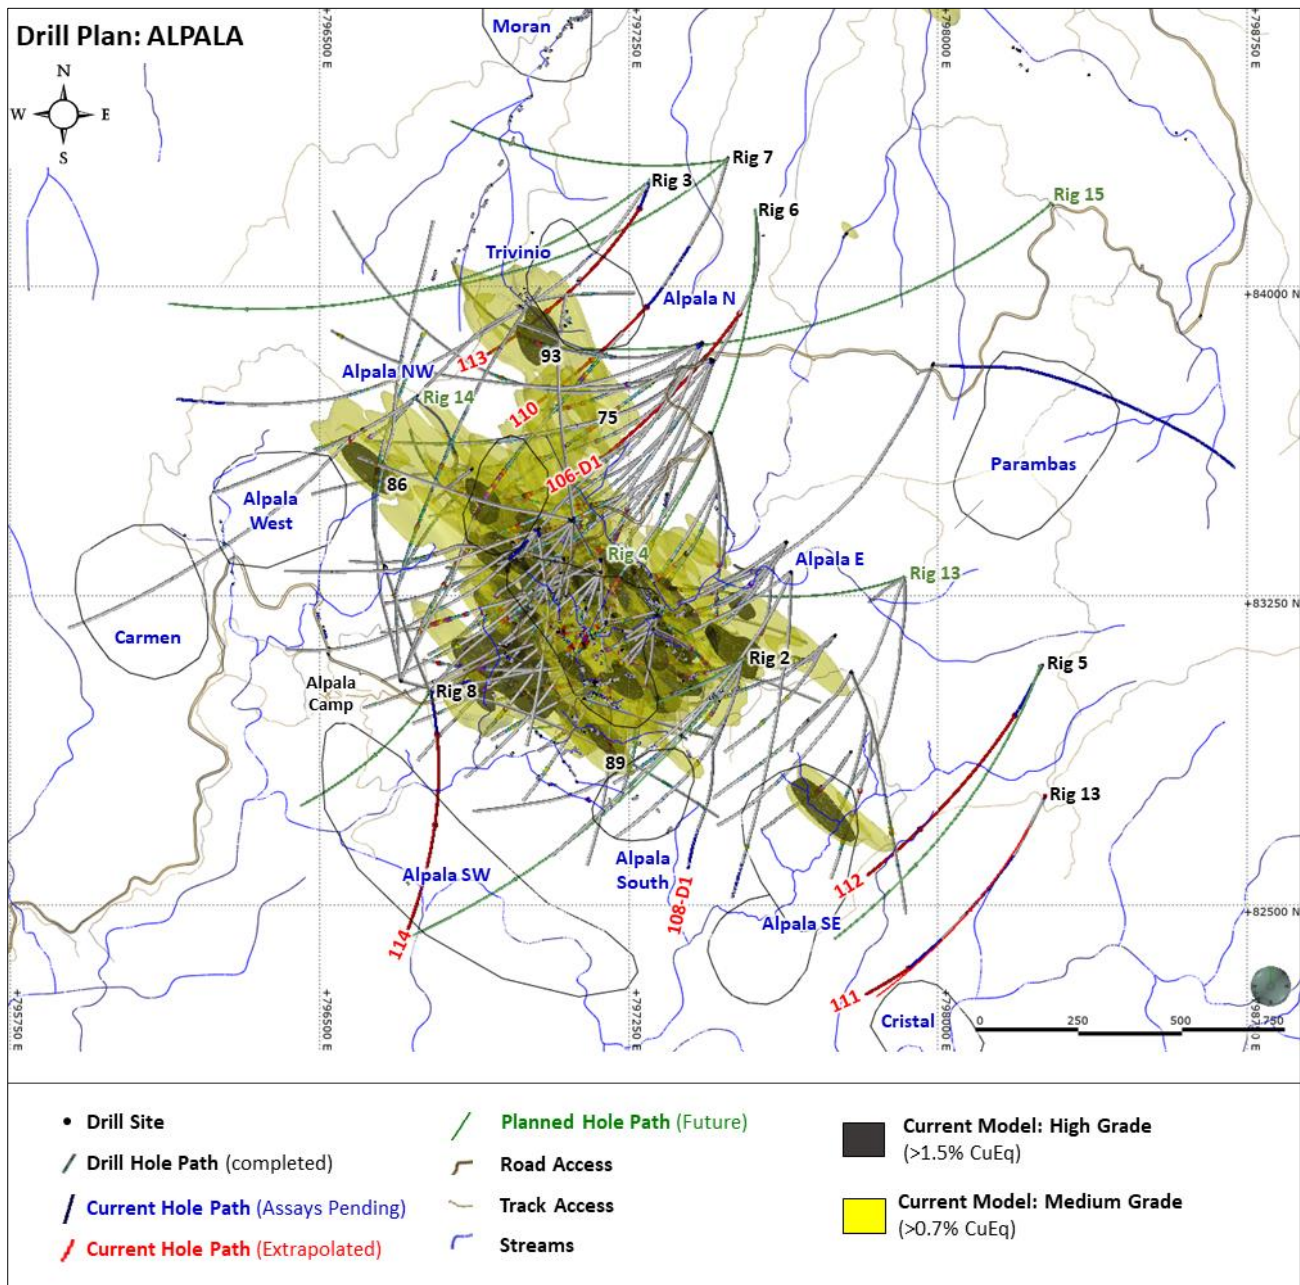 Drill Plan: ALPALA
N
W E
S
+796500 E
+797250 E
+798000 E
+798750 E
Moran
Rig 7
Rig 3
Rig 6
Rig 15
Trivinio
Alpala N
+84000 N
93
113
Alpala NW
Rig 14
110
75
106-D1
86
Alpala
West
Parambas
Rig 4
Alpala E
Rig 13
+83250 N
Carmen
Rig 2
Rig 5
Alpala
Camp
Rig 8
89
Rig 13
Alpala
South
Alpala SW
112
108-D1
Alpala SE
+82500 N
114
111
Cristal
0 250 500 750
+795750 E
+796500 E
+797250 E
+798000 E
Drill Site
Drill Hole Path (completed)
Current Hole Path (Assays Pending)
Current Hole Path (Extrapolated)
Planned Hole Path (Future)
Road Access
Track Access
Streams
Current Model: High Grade
(>1.5% CuEq)
Current Model: Medium Grade
(>0.7% CuEq)